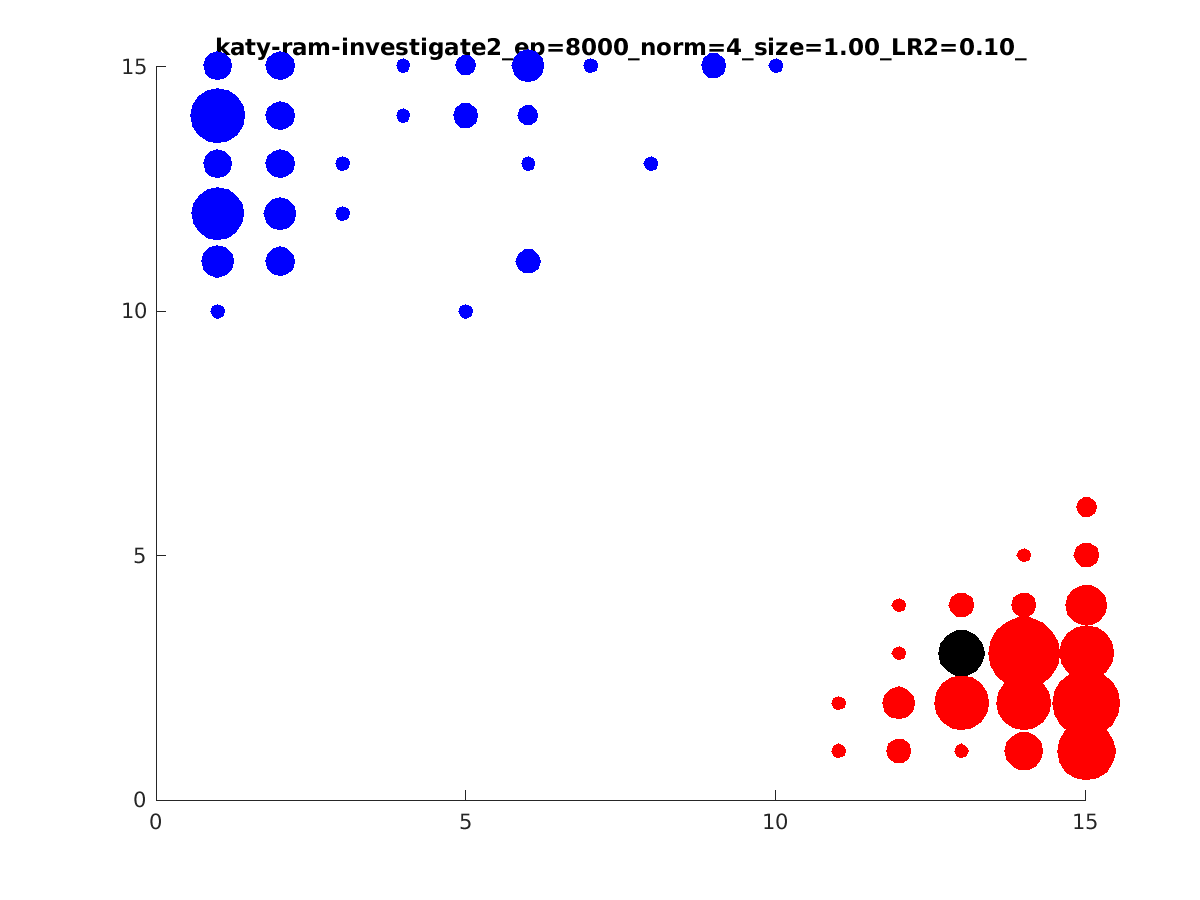 katy-ram-investigate2_ep=8000_norm=4_size=1.00_LR2=0.10_
15
10
5
0
0 5 10 15